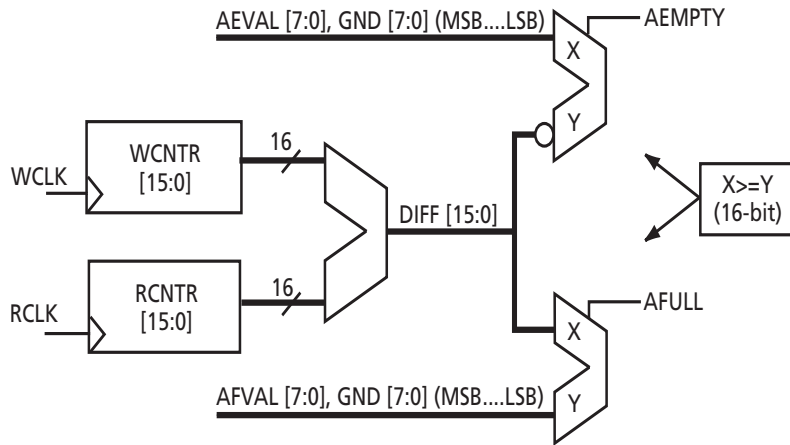 AEVAL [7:0], GND [7:0] (MSB....LSB)
AEMPTY
X
Y
WCNTR
[15:0]
16
WCLK
X>=Y
(16-bit)
DIFF [15:0]
RCNTR
[15:0]
16
RCLK
AFULL
X
AFVAL [7:0], GND [7:0] (MSB....LSB)
Y